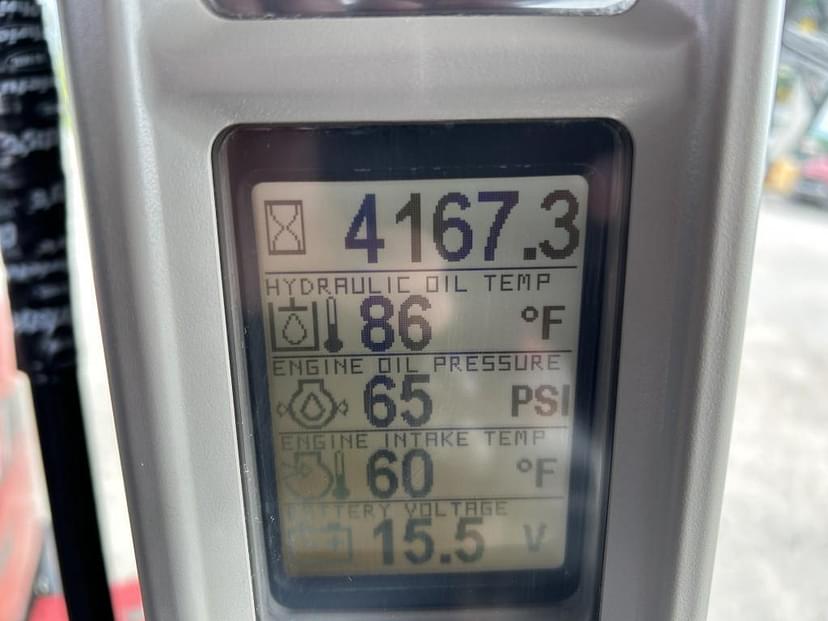 4167.3
HYDRAULIC OIL TEMP
86 °F
ENGINE OIL PRESSURE
65 PSI
ENGINE INTAKE TEMP
60 °F
BATTERY VOLTAGE
15.5 V